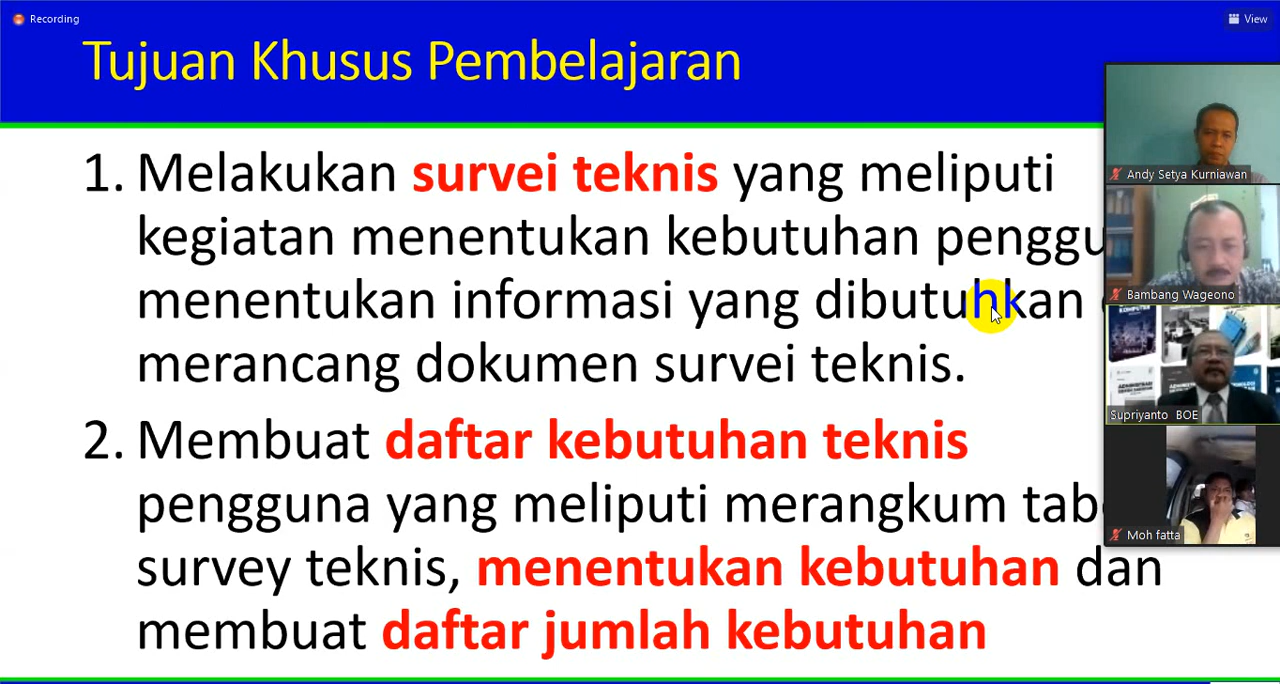 Recording
View
Tujuan Khusus Pembelajaran
1. Melakukan survei teknis yang meliputi
kegiatan menentukan kebutuhan
menentukan informasi yang dibutuhkan
merancang dokumen survei teknis.
2. Membuat daftar kebutuhan teknis
pengguna yang meliputi merangkum
survey teknis, menentukan kebutuhan dan
membuat daftar jumlah kebutuhan
Andy Setya Kurniawan
Bambang Wageono
Supriyanto BOE
Moh fatta